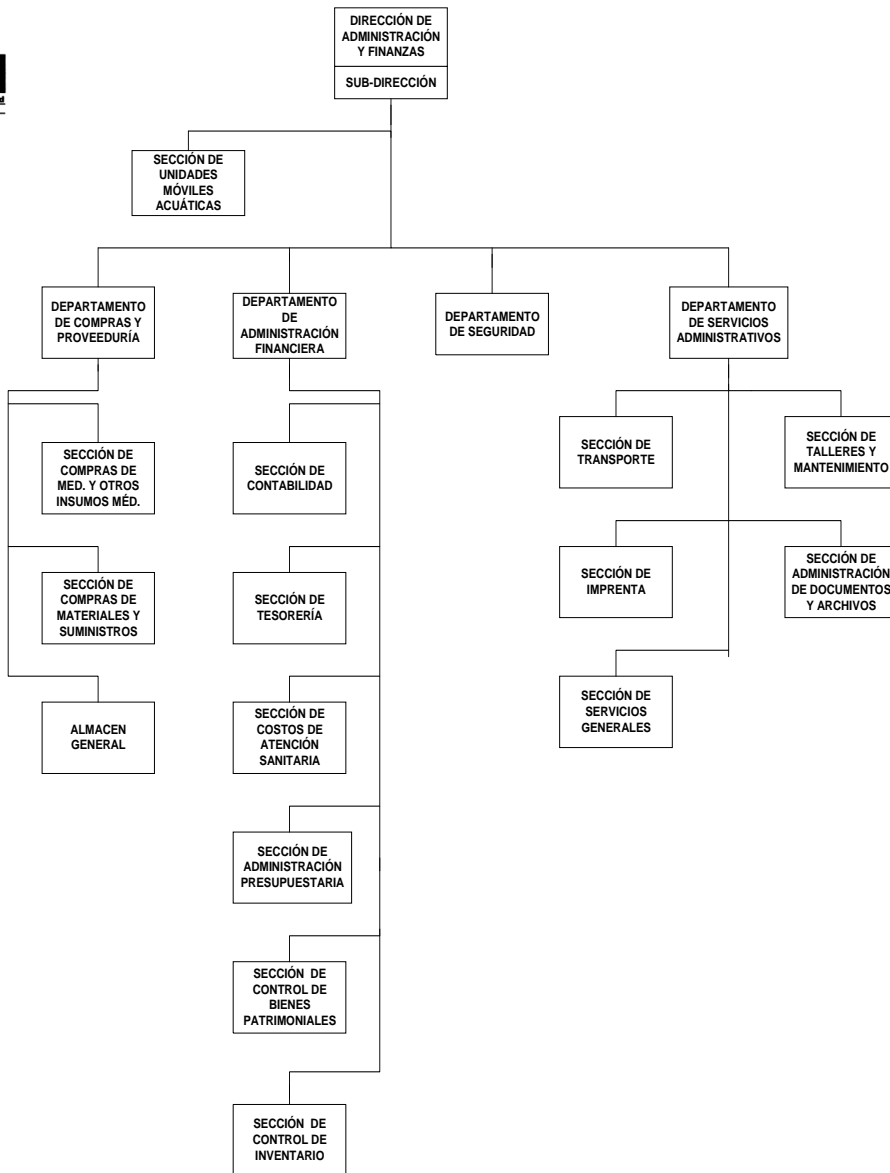 DIRECCIÓN DE
ADMINISTRACIÓN
Y FINANZAS
SUB-DIRECCIÓN
SECCIÓN DE
UNIDADES
MÓVILES
ACUÁTICAS
DEPARTAMENTO
DE COMPRAS Y
PROVEEDURÍA
DEPARTAMENTO
DE
ADMINISTRACIÓN
FINANCIERA
DEPARTAMENTO
DE SEGURIDAD
DEPARTAMENTO
DE SERVICIOS
ADMINISTRATIVOS
SECCIÓN DE
COMPRAS DE
MED. Y OTROS
INSUMOS MÉD.
SECCIÓN DE
CONTABILIDAD
SECCIÓN DE
TRANSPORTE
SECCIÓN DE
TALLERES Y
MANTENIMIENTO
SECCIÓN DE
COMPRAS DE
MATERIALES Y
SUMINISTROS
SECCIÓN DE
TESORERÍA
SECCIÓN DE
IMPRENTA
SECCIÓN DE
ADMINISTRACIÓN
DE DOCUMENTOS
Y ARCHIVOS
ALMACEN
GENERAL
SECCIÓN DE
COSTOS DE
ATENCIÓN
SANITARIA
SECCIÓN DE
SERVICIOS
GENERALES
SECCIÓN DE
ADMINISTRACIÓN
PRESUPUESTARIA
SECCIÓN DE
CONTROL DE
BIENES
PATRIMONIALES
SECCIÓN DE
CONTROL DE
INVENTARIO